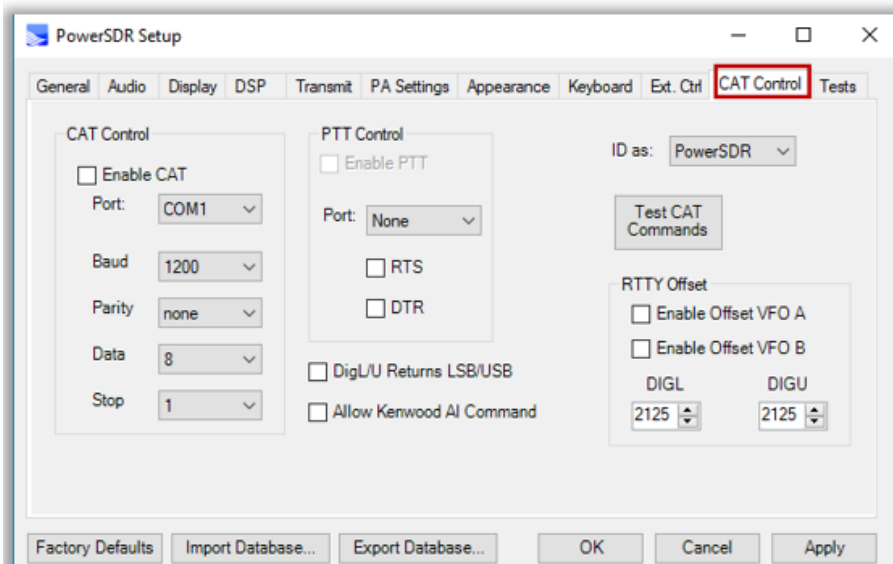 PowerSDR Setup
General Audio Display DSP Transmit PA Settings Appearance Keyboard Ext. Ctrl CAT Control Tests
CAT Control
Enable CAT
Port: COM1
Baud 1200
Parity none
Data 8
Stop 1
PTT Control
Enable PTT
Port: None
RTS
DTR
DigL/U Returns LSB/USB
Allow Kenwood AI Command
ID as: PowerSDR
Test CAT
Commands
RTTY Offset
Enable Offset VFO A
Enable Offset VFO B
DIGL DIGU
2125 2125
Factory Defaults Import Database... Export Database... OK Cancel Apply